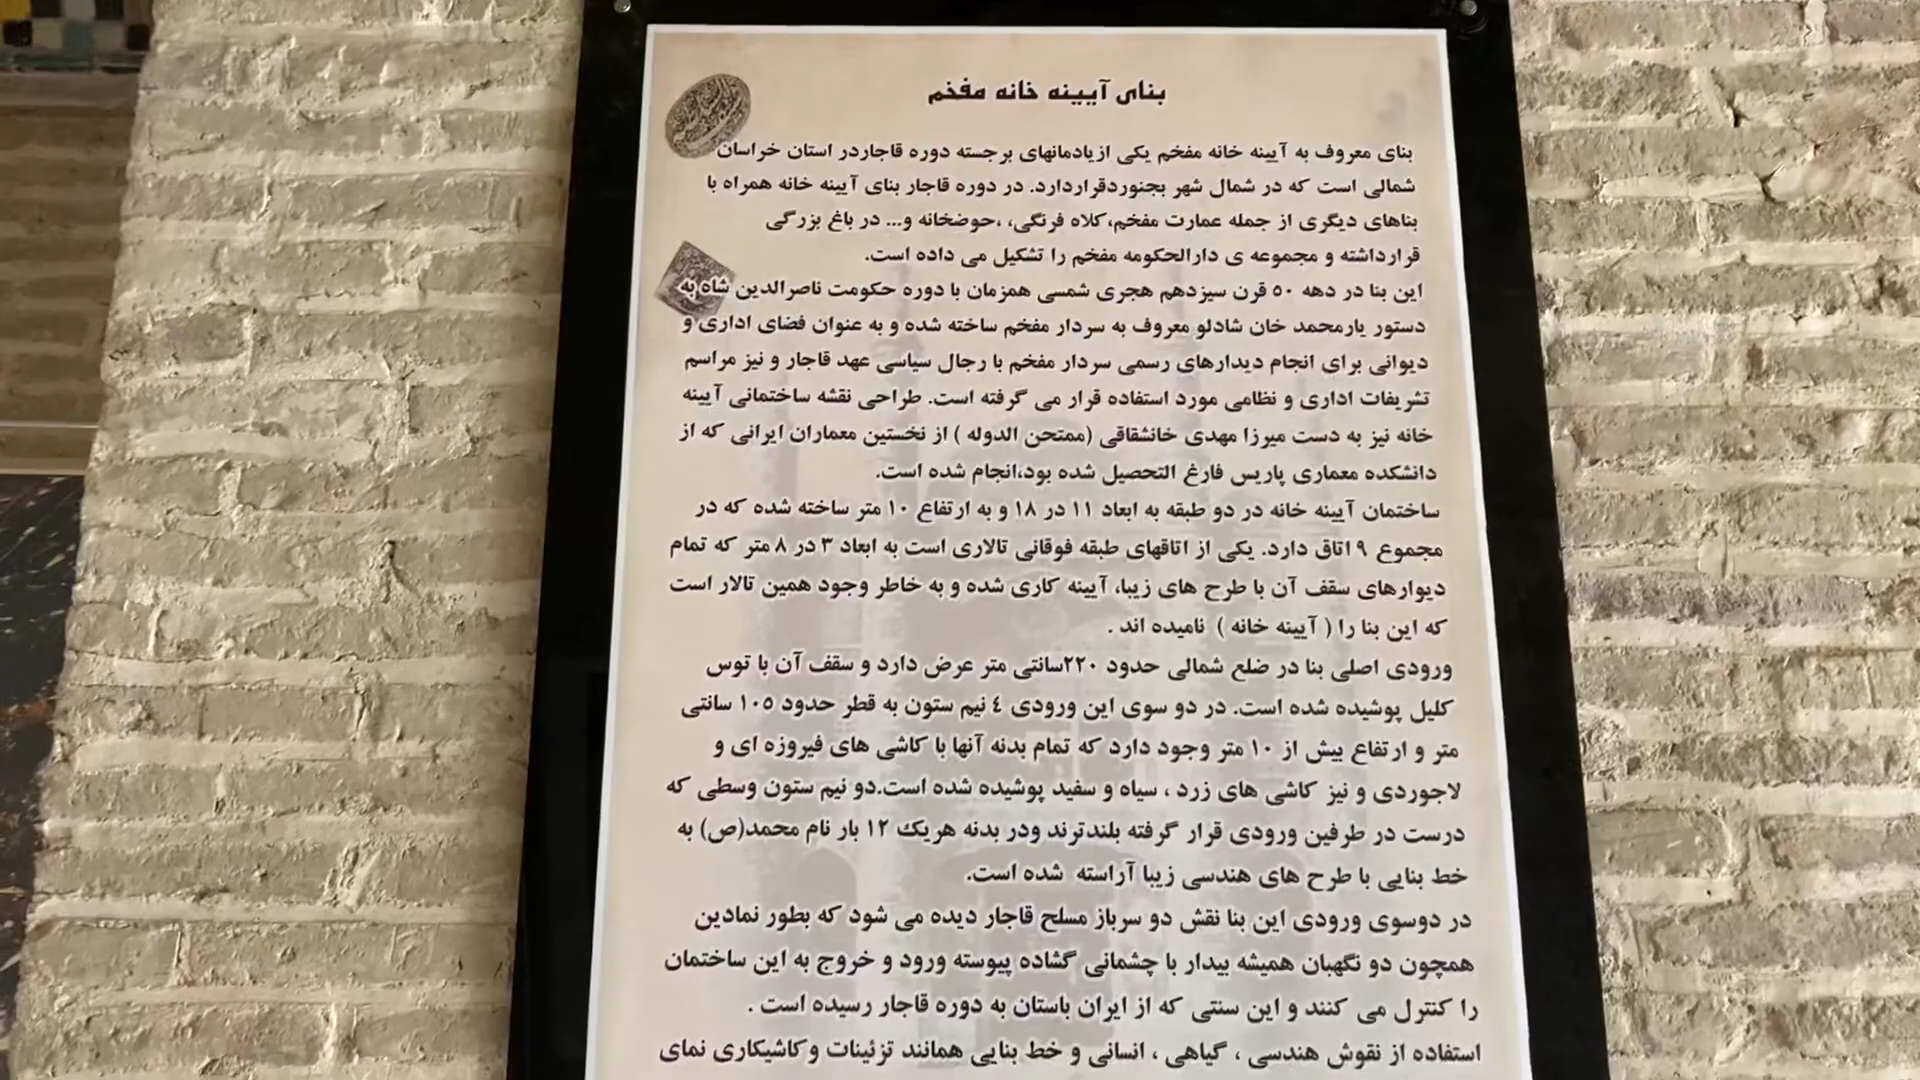 بنای آیینه خانه مفخم
بنای معروف به آیینه خانه مفخم یکی ازیادمانهای برجسته دوره قاجاردر استان خراسان
شمالی است که در شمال شهر بجنوردقراردارد. در دوره قاجار بنای آیینه خانه همراه با
بناهای دیگری از جمله عمارت مفخم،کلاه فرنگی، ،حوضخانه و... در باغ بزرگی
قرارداشته و مجموعه ی دارالحکومه مفخم را تشکیل می داده است.
این بنا در دهه ۵۰ قرن سیزدهم هجری شمسی همزمان با دوره حکومت ناصرالدین شاه به
دستور یارمحمد خان شادلو معروف به سردار مفخم ساخته شده و به عنوان فضای اداری و
دیوانی برای انجام دیدارهای رسمی سردار مفخم با رجال سیاسی عهد قاجار و نیز مراسم
تشریفات اداری و نظامی مورد استفاده قرار می گرفته است. طراحی نقشه ساختمانی آیینه
خانه نیز به دست میرزا مهدی خانشقاقی (ممتحن الدوله ) از نخستین معماران ایرانی که از
دانشکده معماری پاریس فارغ التحصیل شده بود،انجام شده است.
ساختمان آیینه خانه در دو طبقه به ابعاد ۱۱ در ۱۸ و به ارتفاع ۱۰ متر ساخته شده که در
مجموع ۹ اتاق دارد. یکی از اتاقهای طبقه فوقانی تالاری است به ابعاد ۳ در ۸ متر که تمام
دیوارهای سقف آن با طرح های زیبا، آیینه کاری شده و به خاطر وجود همین تالار است
که این بنا را ( آیینه خانه ) نامیده اند .
ورودی اصلی بنا در ضلع شمالی حدود ۲۲۰سانتی متر عرض دارد و سقف آن با توس
کلیل پوشیده شده است. در دو سوی این ورودی ٤ نیم ستون به قطر حدود ۱۰۵ سانتی
متر و ارتفاع بیش از ۱۰ متر وجود دارد که تمام بدنه آنها با کاشی های فیروزه ای و
لاجوردی و نیز کاشی های زرد ، سیاه و سفید پوشیده شده است.دو نیم ستون وسطی که
درست در طرفین ورودی قرار گرفته بلندترند ودر بدنه هریک ۱۲ بار نام محمد(ص) به
خط بنایی با طرح های هندسی زیبا آراسته شده است.
در دوسوی ورودی این بنا نقش دو سرباز مسلح قاجار دیده می شود که بطور نمادین
همچون دو نگهبان همیشه بیدار با چشمانی گشاده پیوسته ورود و خروج به این ساختمان
را کنترل می کنند و این سنتی که از ایران باستان به دوره قاجار رسیده است .
استفاده از نقوش هندسی ، گیاهی ، انسانی و خط بنایی همانند تزئینات وکاشیکاری نمای